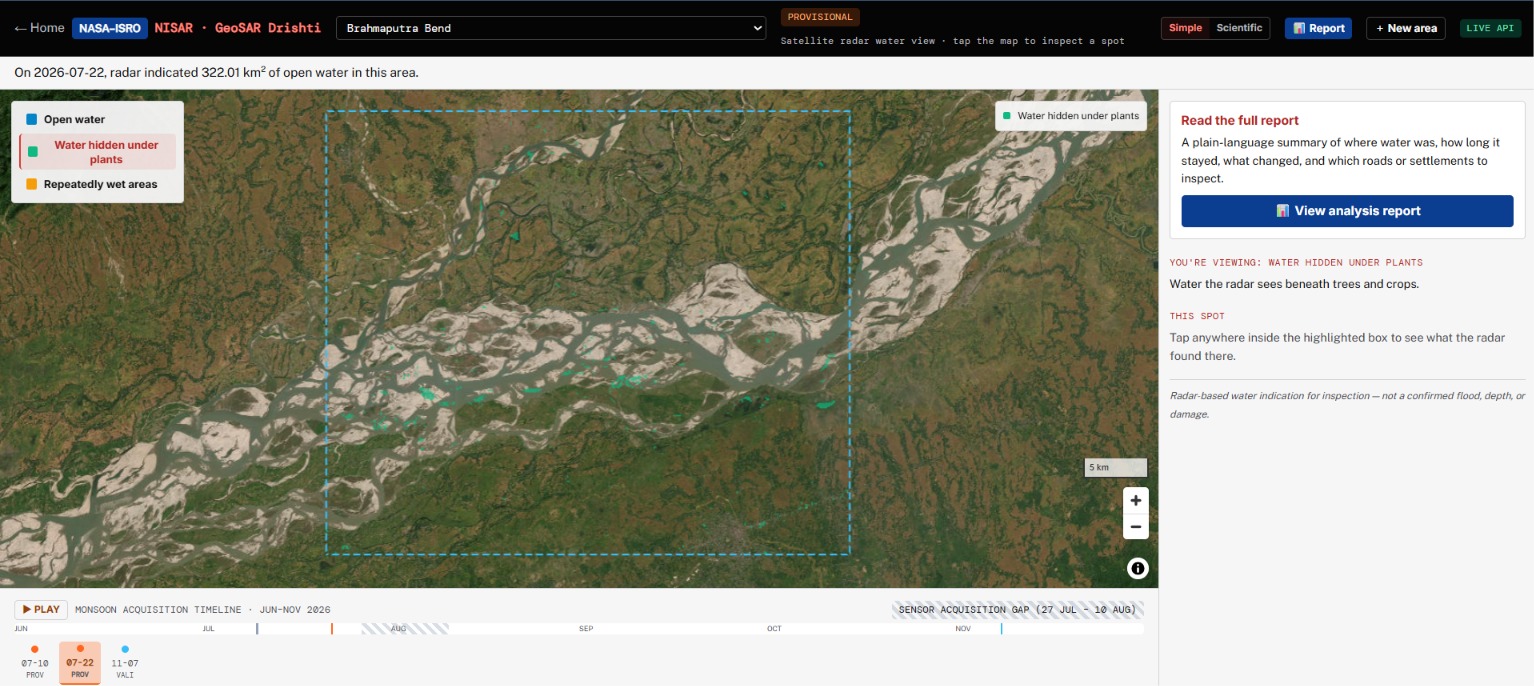 ← Home NASA-ISRO NISAR · GeoSAR Drishti Brahmaputra Bend PROVISIONAL Simple Scientific 📊 Report + New area LIVE API
Satellite radar water view · tap the map to inspect a spot
On 2026-07-22, radar indicated 322.01 km² of open water in this area.
Open water
Water hidden under
plants
Repeatedly wet areas
Water hidden under plants
5 km
+
−
Read the full report
A plain-language summary of where water was, how long it
stayed, what changed, and which roads or settlements to
inspect.
📊 View analysis report
YOU'RE VIEWING: WATER HIDDEN UNDER PLANTS
Water the radar sees beneath trees and crops.
THIS SPOT
Tap anywhere inside the highlighted box to see what the radar
found there.
Radar-based water indication for inspection — not a confirmed flood, depth, or
damage.
▶ PLAY MONSOON ACQUISITION TIMELINE · JUN-NOV 2026 SENSOR ACQUISITION GAP (27 JUL - 10 AUG)
JUN JUL AUG SEP OCT NOV
07-10 07-22 11-07
PROV PROV VALI